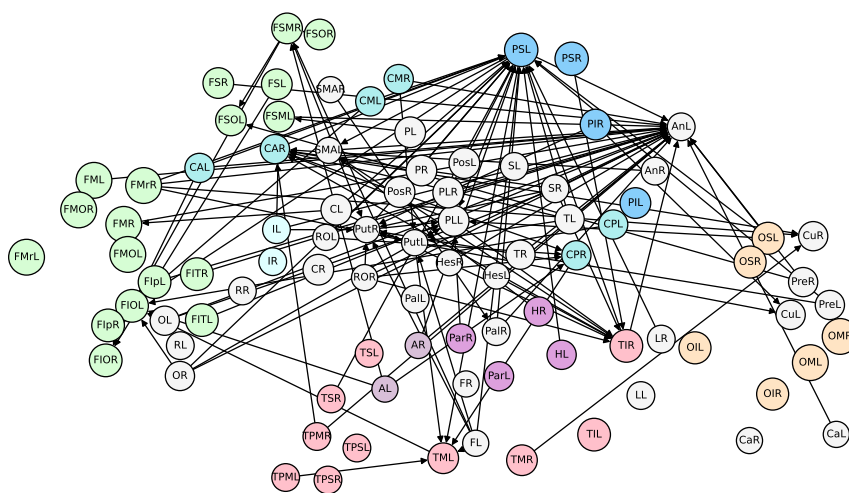 FSMR
FSOR
PSL
PSR
FSR
FSL
SMAR
CMR
CML
FSOL
FSML
PIR
AnL
PL
CAR
SMAL
CAL
PR
PosL
SL
AnR
FML
FMrR
PosR
PLR
SR
PIL
FMOR
CL
PLL
TL
CPL
FMR
IL
ROL
PutR
PutL
OSL
CuR
FMOL
FMrL
IR
HesR
TR
CPR
OSR
FITR
CR
ROR
HesL
PreR
FIpL
RR
PalL
PreL
FIOL
OL
FITL
HR
CuL
FIpR
RL
AR
ParR
PalR
TIR
LR
OIL
OMR
FIOR
TSL
HL
OML
OR
AL
ParL
FR
TSR
LL
OIR
TPMR
TPSL
FL
TIL
CaR
CaL
TML
TMR
TPML
TPSR